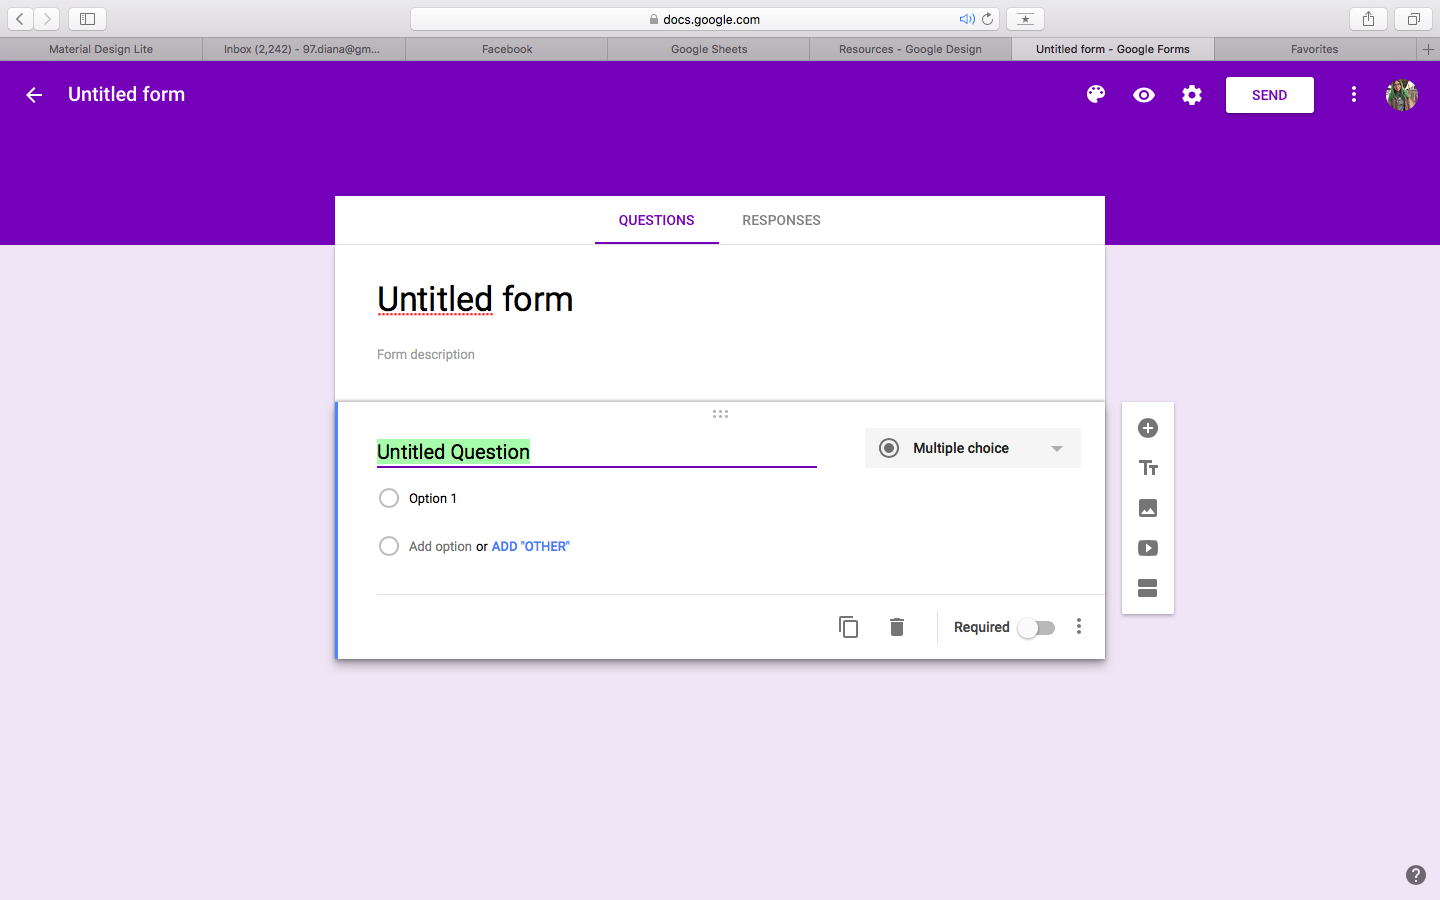 docs.google.com
Material Design Lite
Inbox (2,242) - 97.diana@gm...
Facebook
Google Sheets
Resources - Google Design
Untitled form - Google Forms
Favorites
Untitled form
SEND
QUESTIONS
RESPONSES
Untitled form
Form description
Untitled Question
Multiple choice
Option 1
Add option or ADD "OTHER"
Required